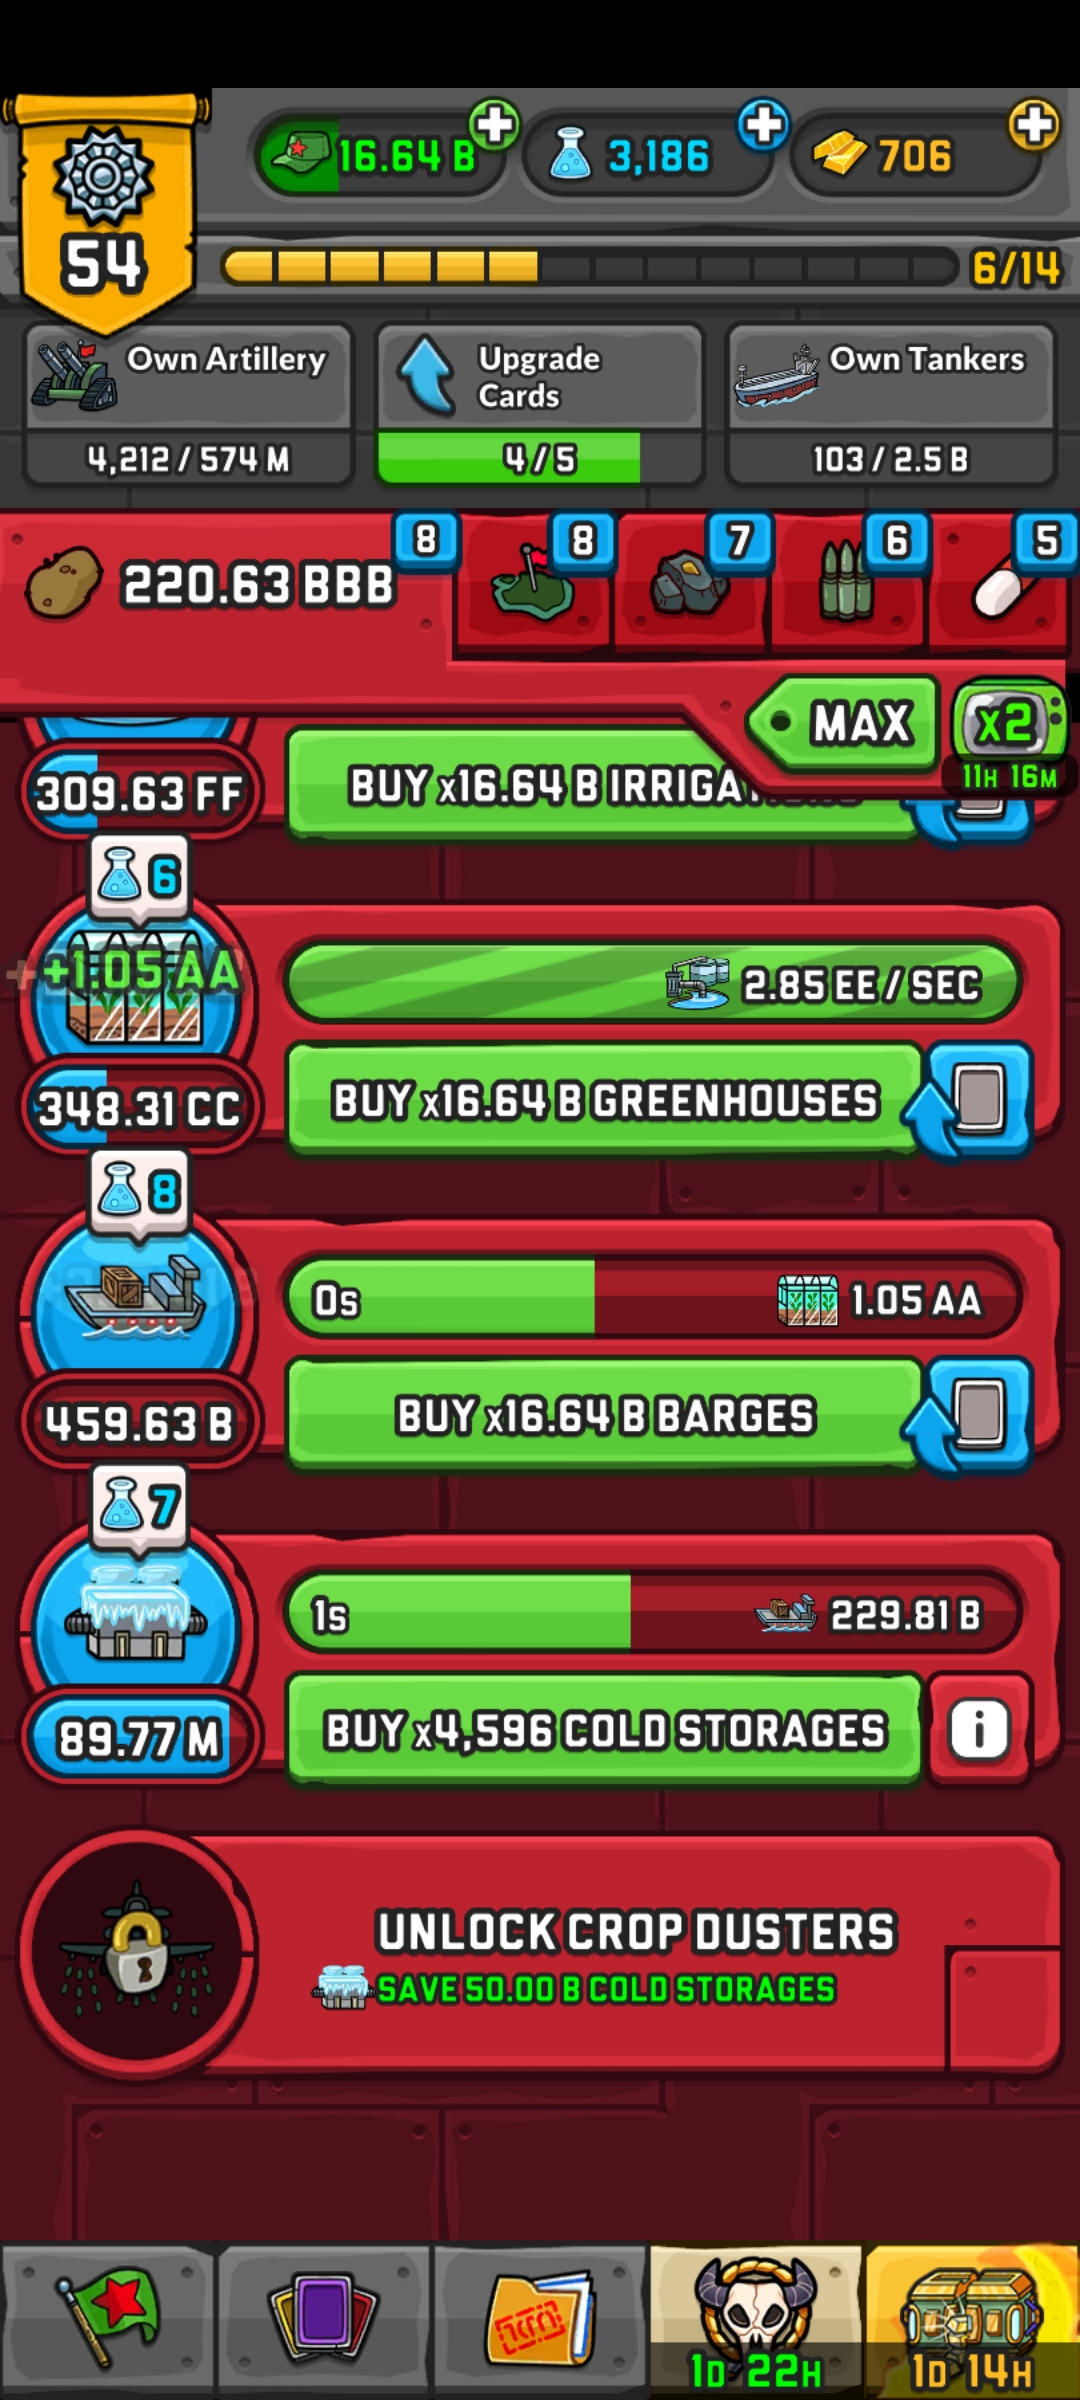 16.64 B
3,186
706
54
6/14
Own Artillery
4,212 / 574 M
Upgrade
Cards
4 / 5
Own Tankers
103 / 2.5 B
220.63 BBB
8
8
7
6
5
MAX
x2
11H 16M
309.63 FF
BUY x16.64 B
6
+1.05 AA
2.85 EE / SEC
348.31 CC
BUY x16.64 B GREENHOUSES
8
0s
1.05 AA
459.63 B
BUY x16.64 B BARGES
7
1s
229.81 B
89.77 M
BUY x4,596 COLD STORAGES
i
UNLOCK CROP DUSTERS
SAVE 50.00 B COLD STORAGES
1D 22H
1D 14H